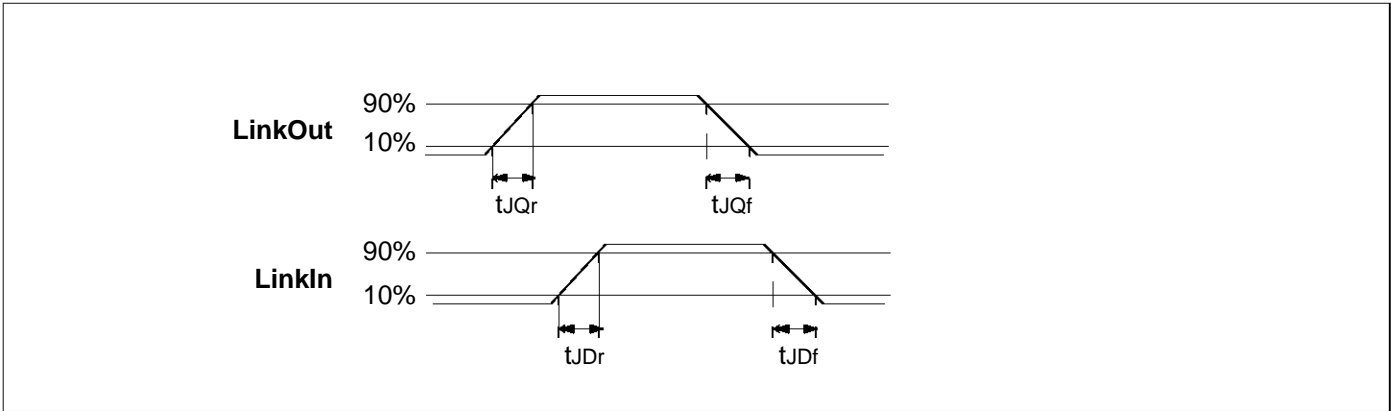 90%
LinkOut
10%
tJQr tJQf
90%
LinkIn
10%
tJDr tJDf